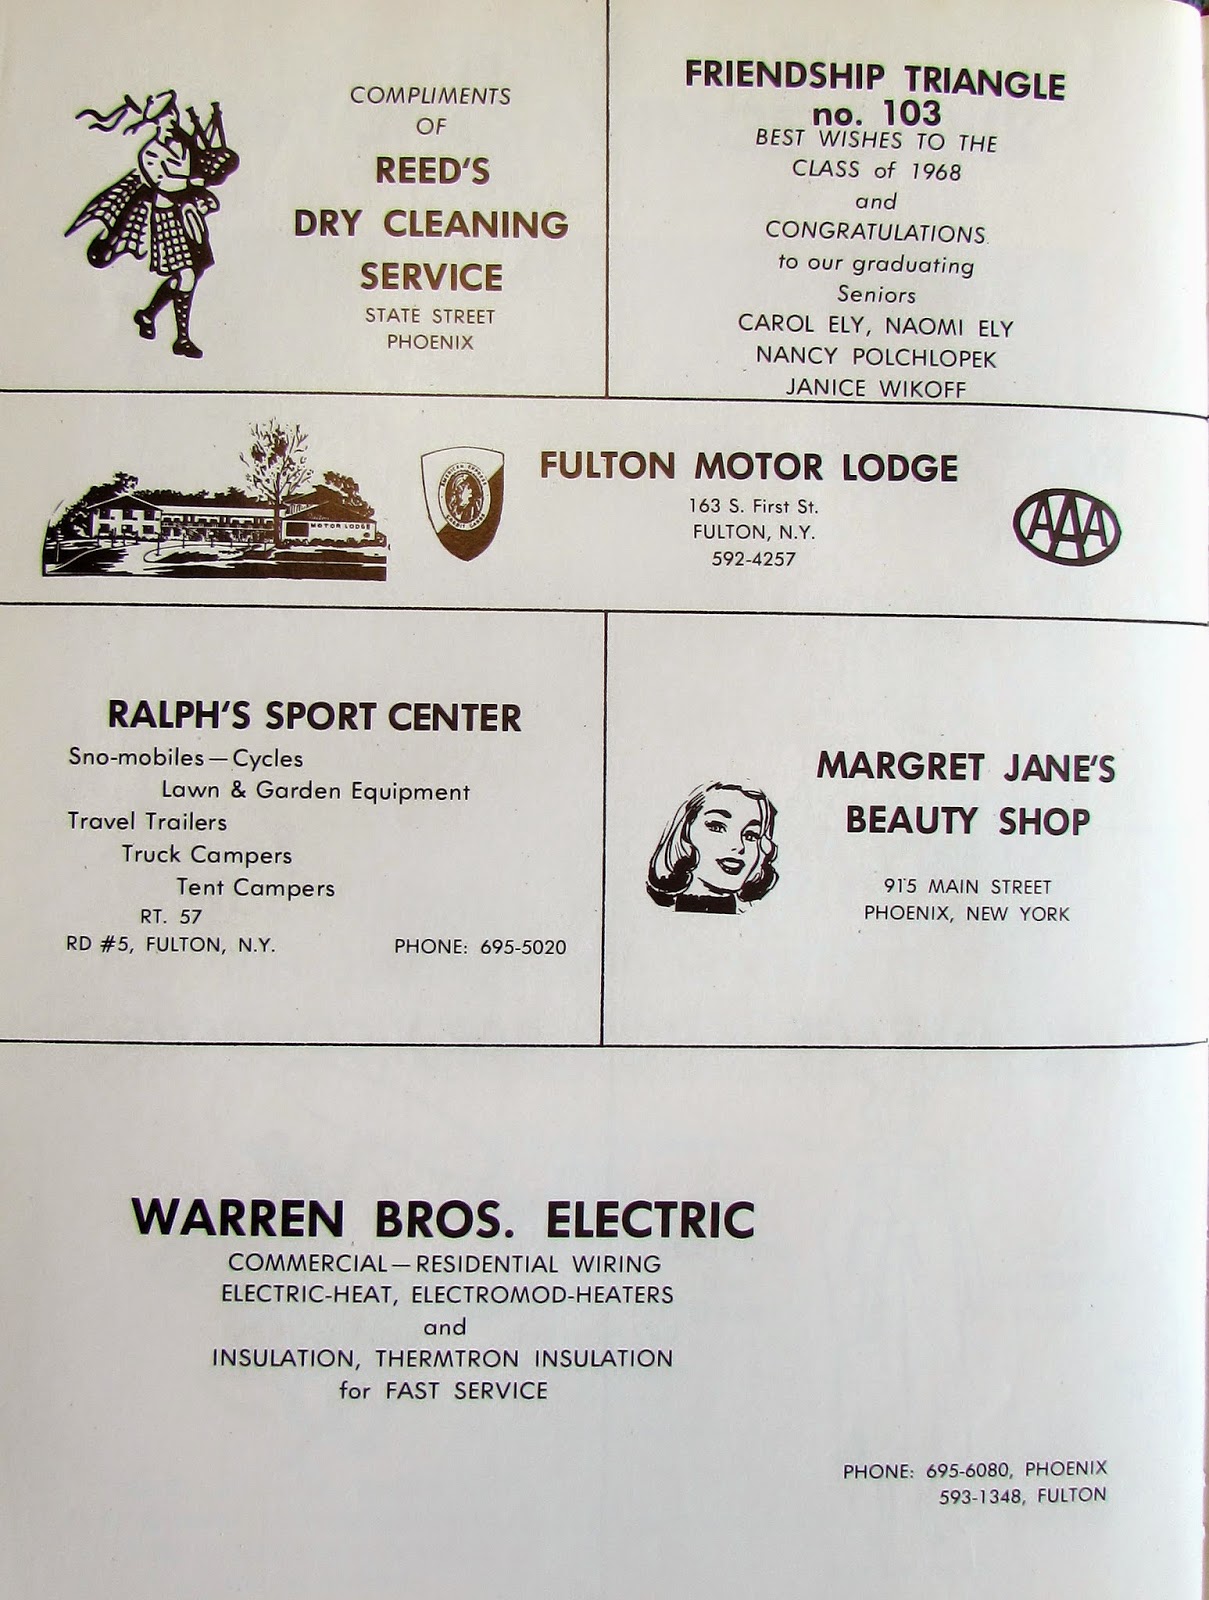 COMPLIMENTS
OF
REED'S
DRY CLEANING
SERVICE
STATE STREET
PHOENIX
FRIENDSHIP TRIANGLE
no. 103
BEST WISHES TO THE
CLASS of 1968
and
CONGRATULATIONS
to our graduating
Seniors
CAROL ELY, NAOMI ELY
NANCY POLCHLOPEK
JANICE WIKOFF
MOTOR LODGE
AMERICAN EXPRESS
CREDIT CARDS
FULTON MOTOR LODGE
163 S. First St.
FULTON, N.Y.
592-4257
AAA
RALPH'S SPORT CENTER
Sno-mobiles — Cycles
Lawn & Garden Equipment
Travel Trailers
Truck Campers
Tent Campers
RT. 57
RD #5, FULTON, N.Y. PHONE: 695-5020
MARGRET JANE'S
BEAUTY SHOP
915 MAIN STREET
PHOENIX, NEW YORK
WARREN BROS. ELECTRIC
COMMERCIAL — RESIDENTIAL WIRING
ELECTRIC-HEAT, ELECTROMOD-HEATERS
and
INSULATION, THERMTRON INSULATION
for FAST SERVICE
PHONE: 695-6080, PHOENIX
593-1348, FULTON